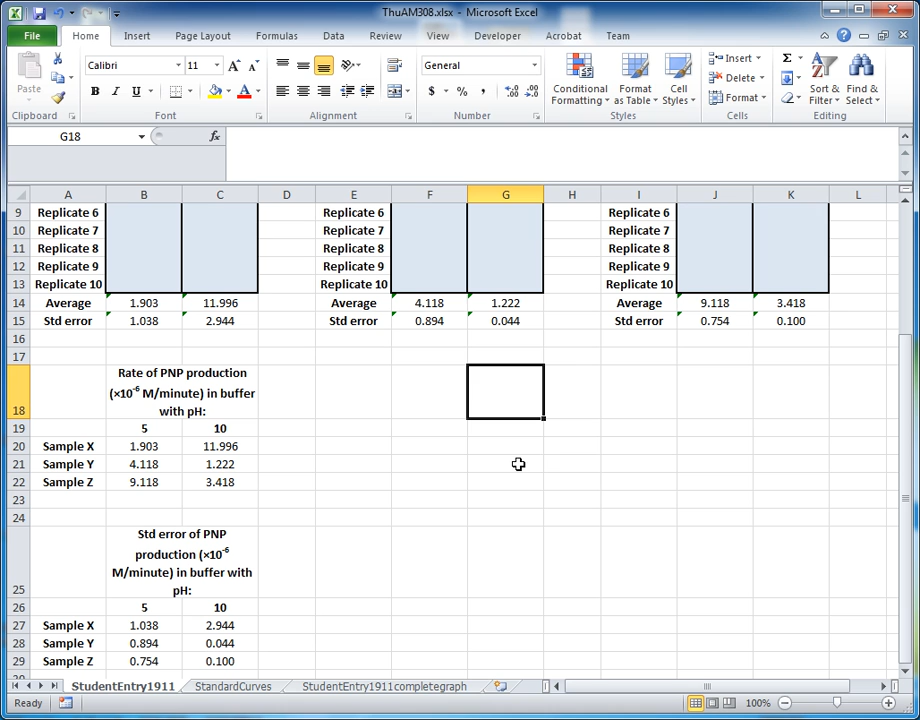 ThuAM308.xlsx - Microsoft Excel
File Home Insert Page Layout Formulas Data Review View Developer Acrobat Team
Paste Calibri 11 A A General Conditional Formatting Format as Table Cell Styles Insert Delete Format Σ Sort & Filter Find & Select
B I U A $ % , .0 .00 .00 .0
Clipboard Font Alignment Number Styles Cells Editing
G18 fx
A B C D E F G H I J K L
9 Replicate 6 Replicate 6 Replicate 6
10 Replicate 7 Replicate 7 Replicate 7
11 Replicate 8 Replicate 8 Replicate 8
12 Replicate 9 Replicate 9 Replicate 9
13 Replicate 10 Replicate 10 Replicate 10
14 Average 1.903 11.996 Average 4.118 1.222 Average 9.118 3.418
15 Std error 1.038 2.944 Std error 0.894 0.044 Std error 0.754 0.100
16
17
Rate of PNP production
(×10⁻⁶ M/minute) in buffer
18 with pH:
19 5 10
20 Sample X 1.903 11.996
21 Sample Y 4.118 1.222
22 Sample Z 9.118 3.418
23
24
Std error of PNP
production (×10⁻⁶
M/minute) in buffer with
25 pH:
26 5 10
27 Sample X 1.038 2.944
28 Sample Y 0.894 0.044
29 Sample Z 0.754 0.100
StudentEntry1911 StandardCurves StudentEntry1911completegraph
Ready 100%